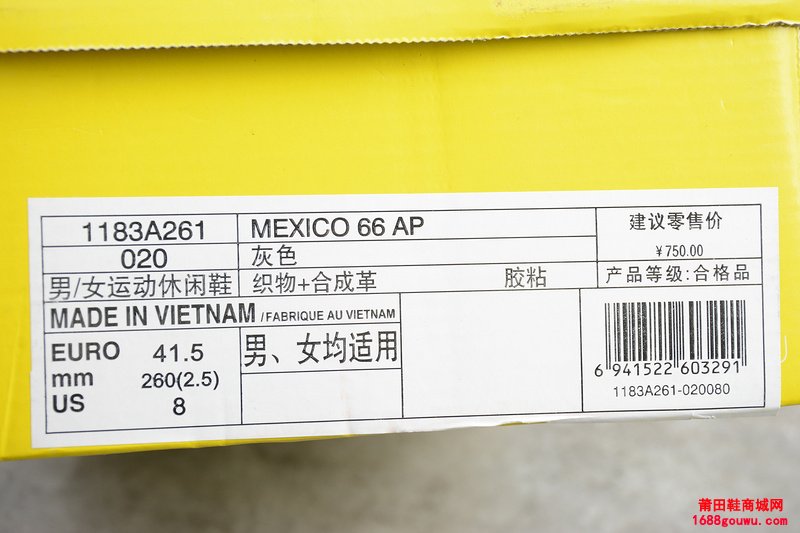 1183A261
MEXICO 66 AP
建议零售价
¥750.00
020
灰色
男/女运动休闲鞋
织物+合成革
胶粘
产品等级:合格品
MADE IN VIETNAM /FABRIQUE AU VIETNAM
EURO 41.5
男、女均适用
mm 260(2.5)
US 8
6 941522 603291
1183A261-020080
莆田鞋商城网
1688gouwu.com